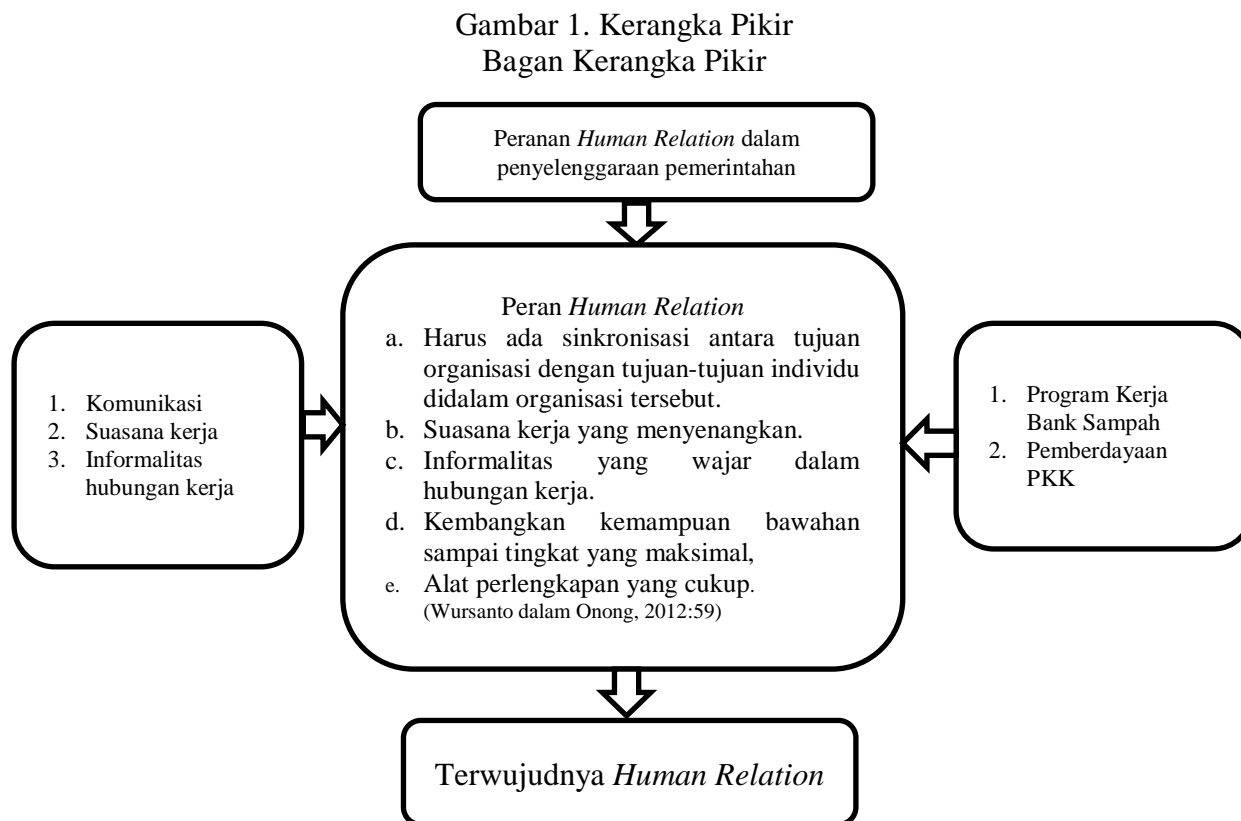 Gambar 1. Kerangka Pikir
Bagan Kerangka Pikir
Peranan Human Relation dalam
penyelenggaraan pemerintahan
1. Komunikasi
2. Suasana kerja
3. Informalitas
hubungan kerja
Peran Human Relation
a. Harus ada sinkronisasi antara tujuan
organisasi dengan tujuan-tujuan individu
didalam organisasi tersebut.
b. Suasana kerja yang menyenangkan.
c. Informalitas yang wajar dalam
hubungan kerja.
d. Kembangkan kemampuan bawahan
sampai tingkat yang maksimal,
e. Alat perlengkapan yang cukup.
(Wursanto dalam Onong, 2012:59)
1. Program Kerja
Bank Sampah
2. Pemberdayaan
PKK
Terwujudnya Human Relation